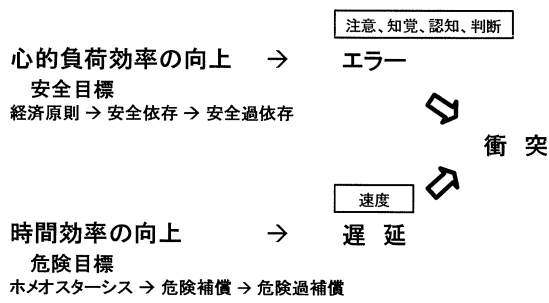 注意、知覚、認知、判断
心的負荷効率の向上 → エラー
安全目標
経済原則 → 安全依存 → 安全過依存
衝 突
速度
時間効率の向上 → 遅 延
危険目標
ホメオスターシス → 危険補償 → 危険過補償